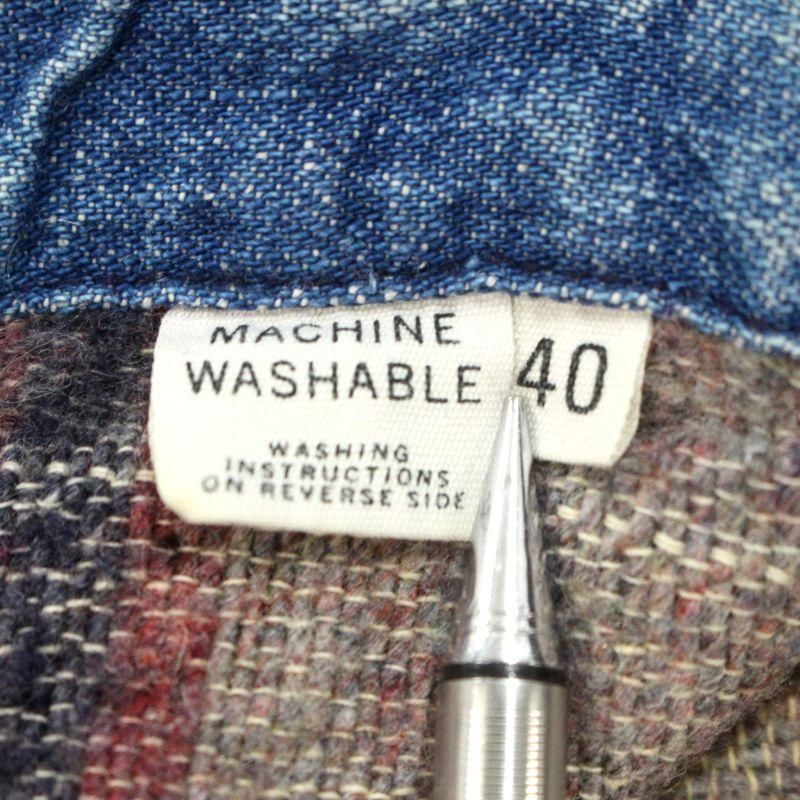 MACHINE
WASHABLE
WASHING
INSTRUCTIONS
ON REVERSE SIDE
40